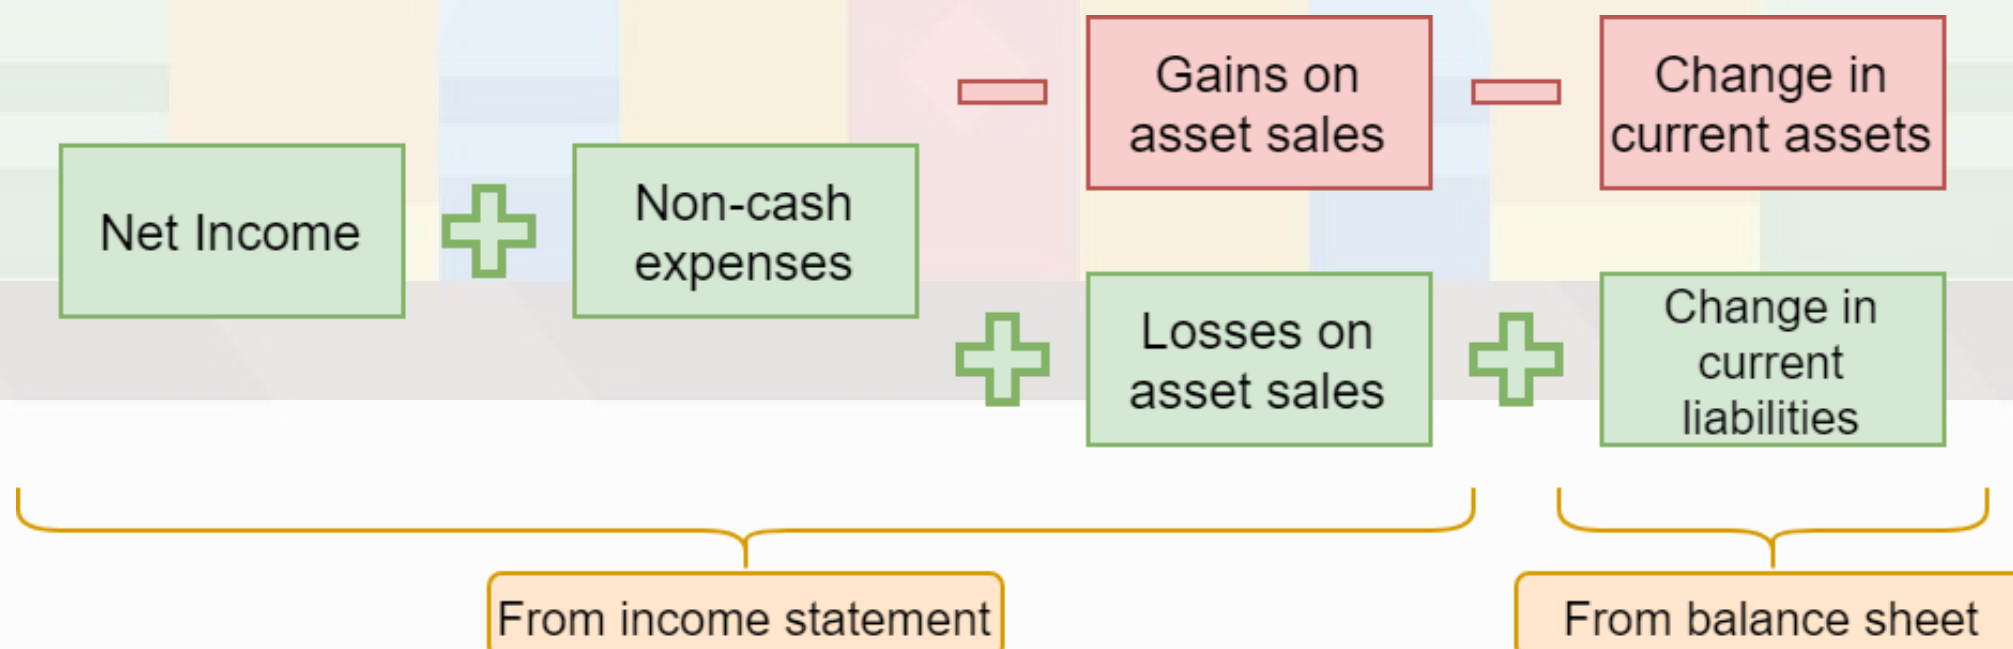 Net Income
Non-cash
expenses
Gains on
asset sales
Losses on
asset sales
Change in
current assets
Change in
current
liabilities
From income statement
From balance sheet